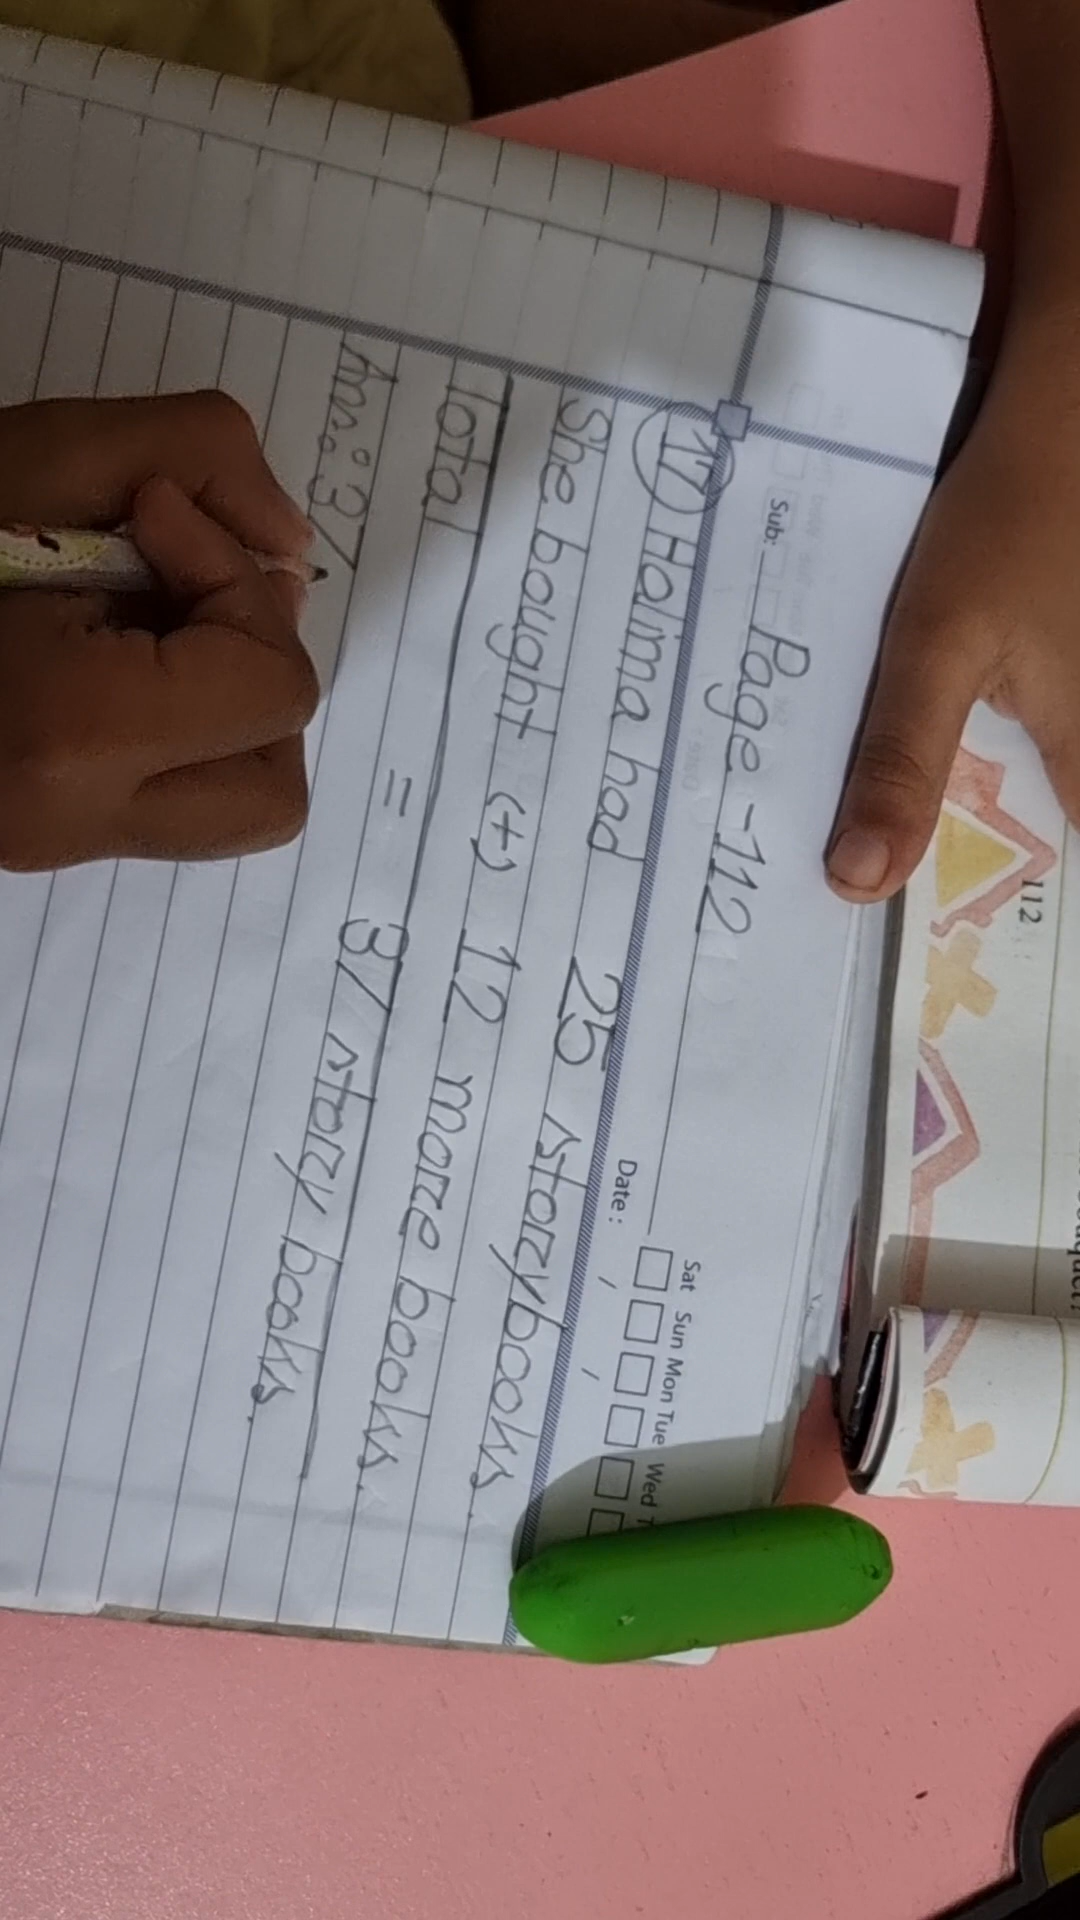 112
Sub: Page-112
Sat Sun Mon Tue Wed
Date: / /
17 Halima had 25 storybooks.
She bought (+) 12 more books.
Total = 37 story books.
Ans: 37